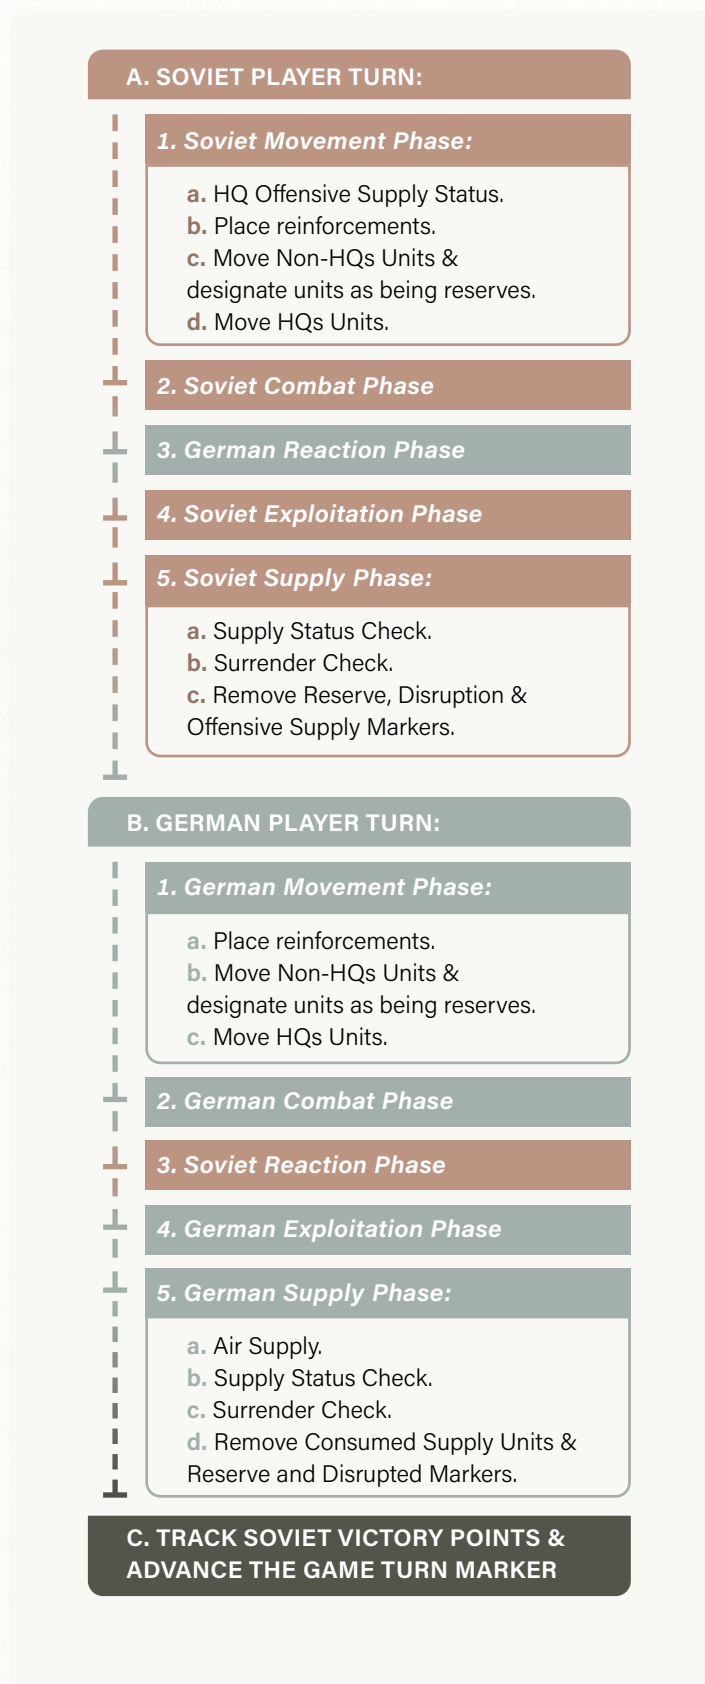 A. SOVIET PLAYER TURN:
1. Soviet Movement Phase:
a. HQ Offensive Supply Status.
b. Place reinforcements.
c. Move Non-HQs Units &
designate units as being reserves.
d. Move HQs Units.
2. Soviet Combat Phase
3. German Reaction Phase
4. Soviet Exploitation Phase
5. Soviet Supply Phase:
a. Supply Status Check.
b. Surrender Check.
c. Remove Reserve, Disruption &
Offensive Supply Markers.
B. GERMAN PLAYER TURN:
1. German Movement Phase:
a. Place reinforcements.
b. Move Non-HQs Units &
designate units as being reserves.
c. Move HQs Units.
2. German Combat Phase
3. Soviet Reaction Phase
4. German Exploitation Phase
5. German Supply Phase:
a. Air Supply.
b. Supply Status Check.
c. Surrender Check.
d. Remove Consumed Supply Units &
Reserve and Disrupted Markers.
C. TRACK SOVIET VICTORY POINTS &
ADVANCE THE GAME TURN MARKER